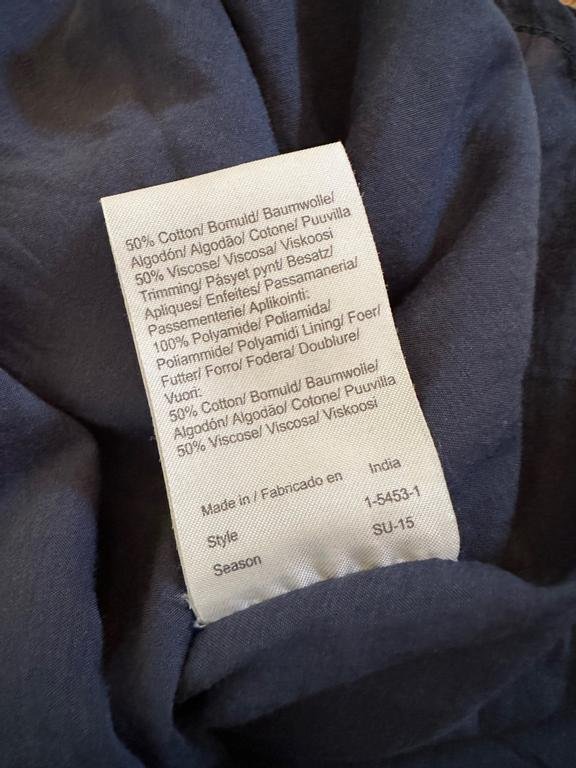 50% Cotton/ Bomuld/ Baumwolle/
Algodón/ Algodão/ Cotone/ Puuvilla
50% Viscose/ Viscosa/ Viskoosi
Trimming/ Påsyet pynt/ Besatz/
Apliques/ Enfeites/ Passamaneria/
Passementerie/ Aplikointi:
100% Polyamide/ Poliamida/
Poliammide/ Polyamidi Lining/ Foer/
Futter/ Forro/ Fodera/ Doublure/
Vuori:
50% Cotton/ Bomuld/ Baumwolle/
Algodón/ Algodão/ Cotone/ Puuvilla
50% Viscose/ Viscosa/ Viskoosi
Made in / Fabricado en India
Style 1-5453-1
Season SU-15